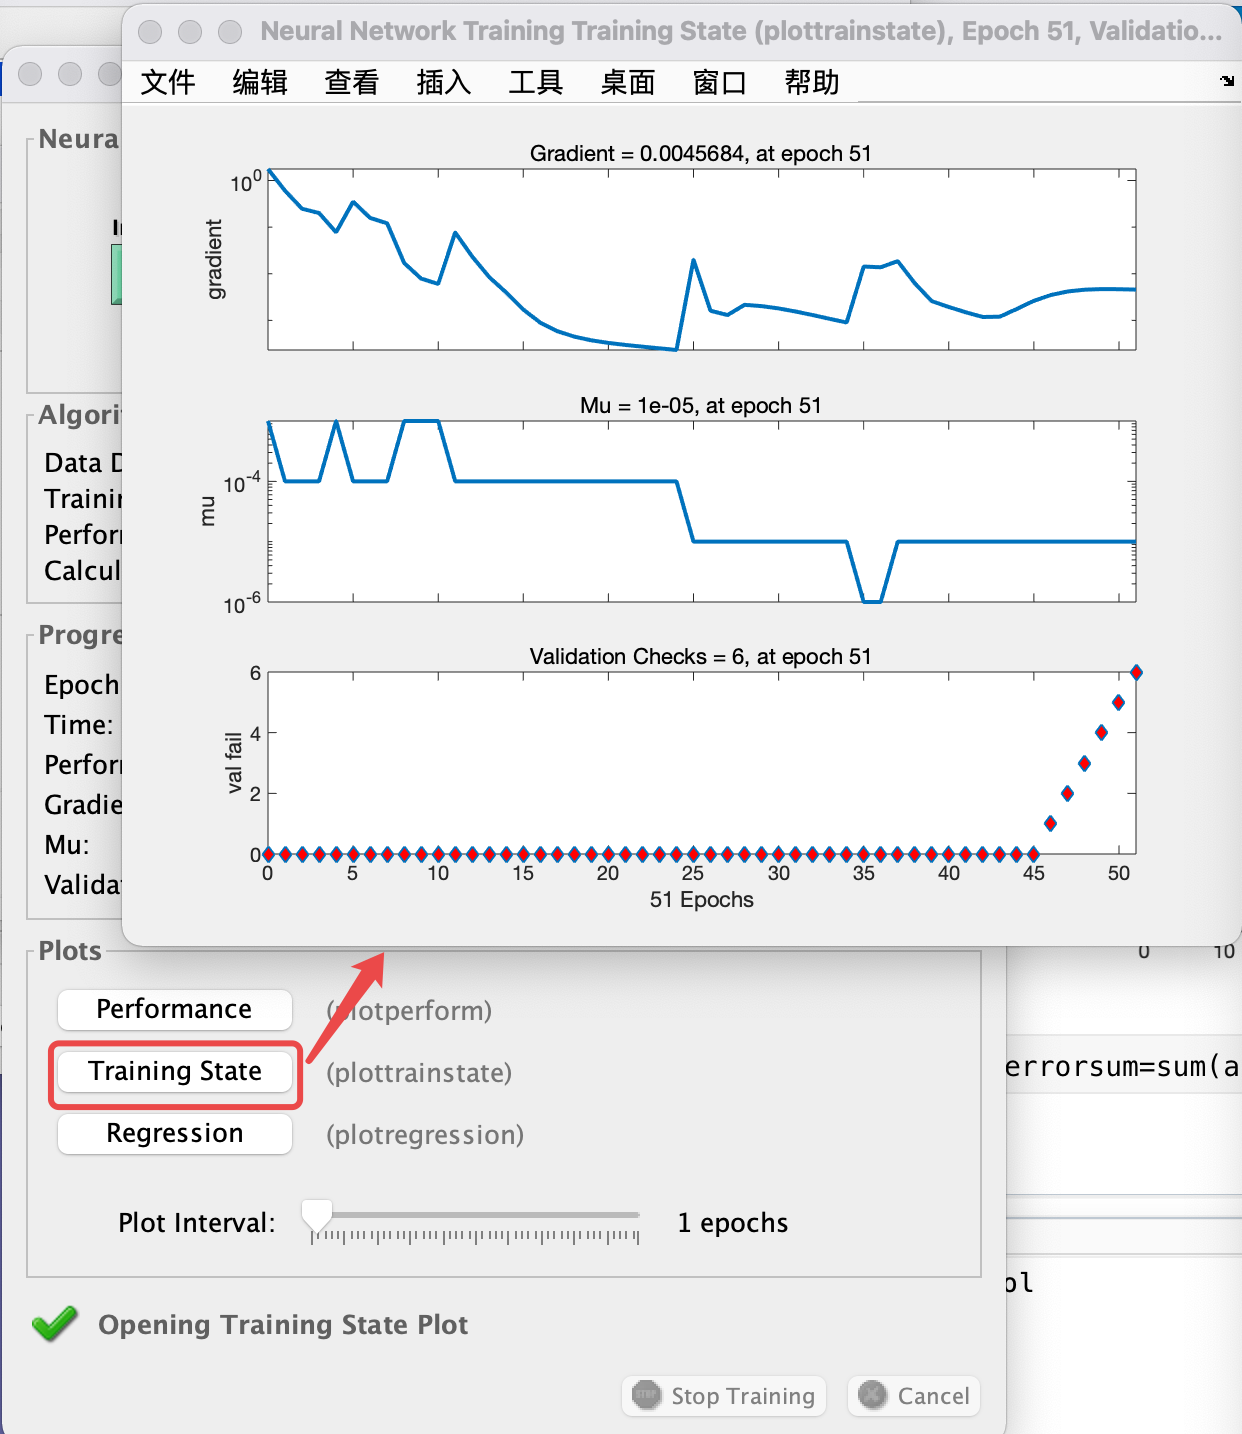 Neural Network Training Training State (plottrainstate), Epoch 51, Validatio...
文件 编辑 查看 插入 工具 桌面 窗口 帮助
Gradient = 0.0045684, at epoch 51
10^0
gradient
Mu = 1e-05, at epoch 51
10^-4
10^-6
mu
Validation Checks = 6, at epoch 51
6
4
2
0
val fail
0 5 10 15 20 25 30 35 40 45 50
51 Epochs
Neura
Algori
Data D
Trainin
Perfor
Calcul
Progre
Epoch
Time:
Perfor
Gradie
Mu:
Validat
Plots
Performance (plotperform)
Training State (plottrainstate)
Regression (plotregression)
Plot Interval: 1 epochs
Opening Training State Plot
STOP Stop Training Cancel
0 10
errorsum=sum(a
ol